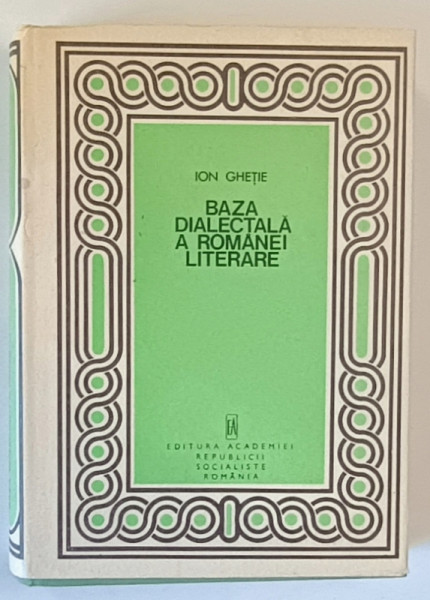 ION GHEȚIE
BAZA
DIALECTALĂ
A ROMÂNEI
LITERARE
EA
EDITURA ACADEMIEI
REPUBLICII
SOCIALISTE
ROMÂNIA